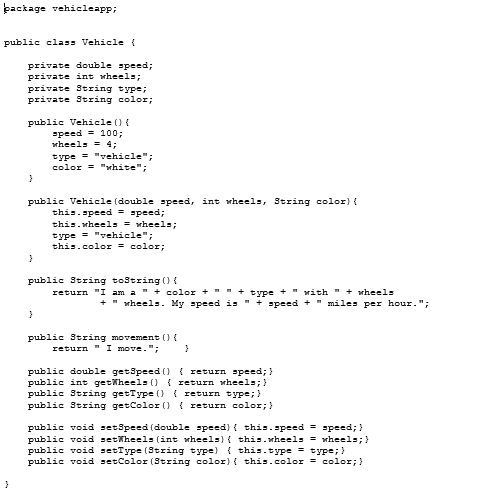 package vehicleapp;
public class Vehicle {
private double speed;
private int wheels;
private String type;
private String color;
public Vehicle(){
speed = 100;
wheels = 4;
type = "vehicle";
color = "white";
}
public Vehicle(double speed, int wheels, String color){
this.speed = speed;
this.wheels = wheels;
type = "vehicle";
this.color = color;
}
public String toString(){
return "I am a " + color + " " + type + " with " + wheels
+ " wheels. My speed is " + speed + " miles per hour.";
}
public String movement(){
return " I move.";    }
public double getSpeed() { return speed;}
public int getWheels() { return wheels;}
public String getType() { return type;}
public String getColor() { return color;}
public void setSpeed(double speed){ this.speed = speed;}
public void setWheels(int wheels){ this.wheels = wheels;}
public void setType(String type) { this.type = type;}
public void setColor(String color){ this.color = color;}
}